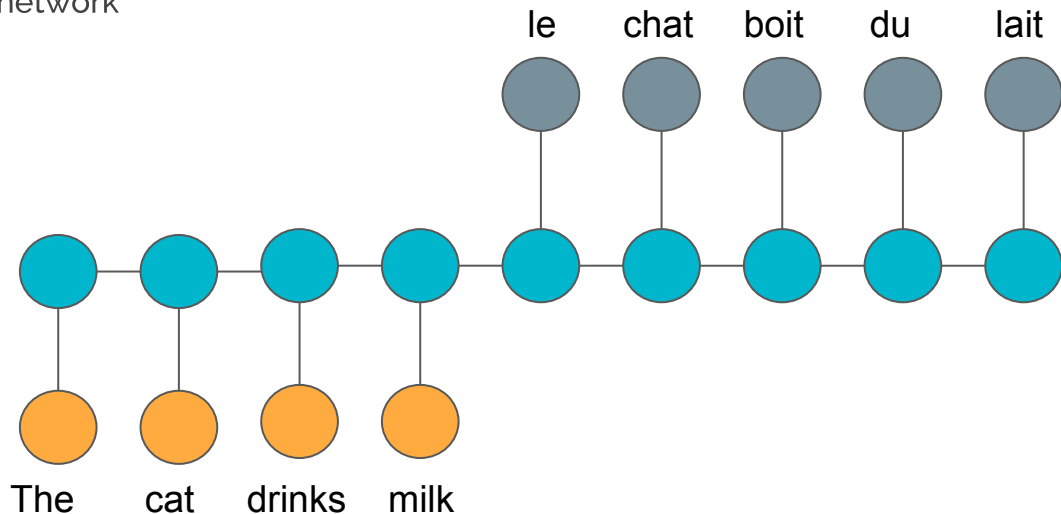 network
le chat boit du lait
The cat drinks milk